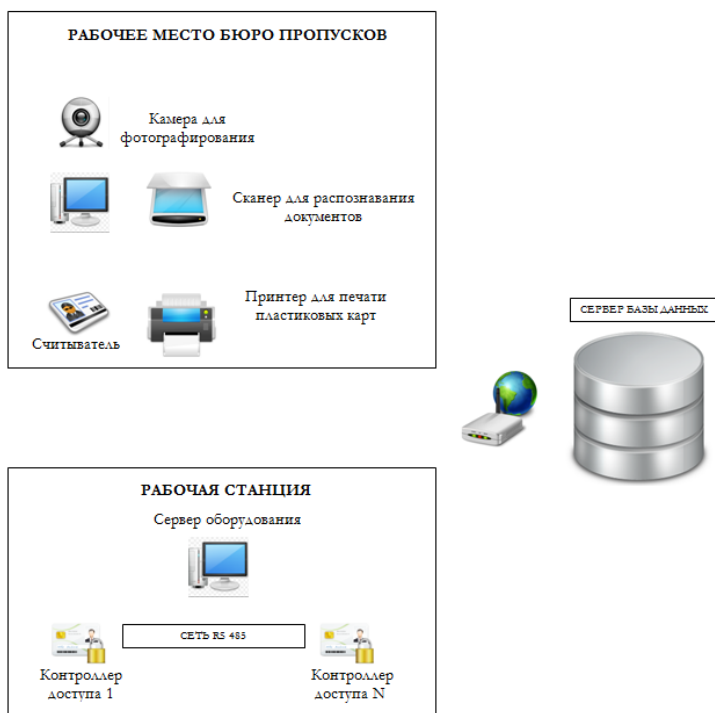 РАБОЧЕЕ МЕСТО БЮРО ПРОПУСКОВ
Камера для
фотографирования
Сканер для распознавания
документов
Принтер для печати
пластиковых карт
Считыватель
СЕРВЕР БАЗЫ ДАННЫХ
РАБОЧАЯ СТАНЦИЯ
Сервер оборудования
СЕТЬ RS 485
Контроллер
доступа 1
Контроллер
доступа N